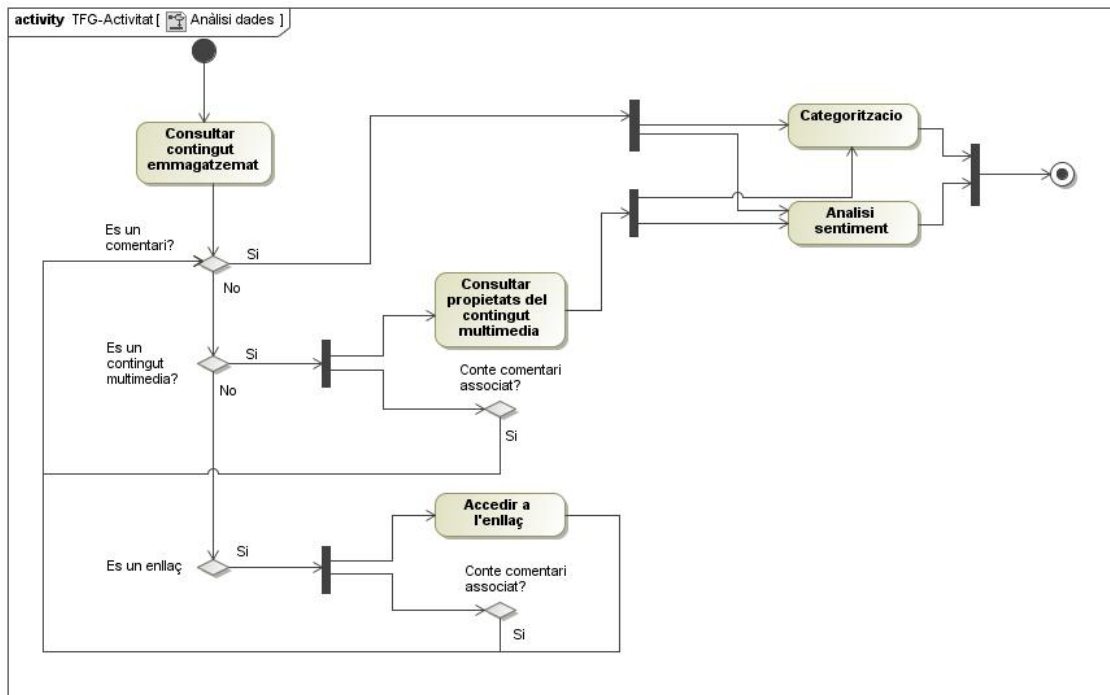 activity TFG-Activitat [ Anàlisi dades ]
Consultar
contingut
emmagatzemat
Categoritzacio
Analisi
sentiment
Es un
comentari?
Si
No
Consultar
propietats del
contingut
multimedia
Es un
contingut
multimedia?
Si
No
Conte comentari
associat?
Si
Accedir a
l'enllaç
Es un enllaç
Si
Conte comentari
associat?
Si